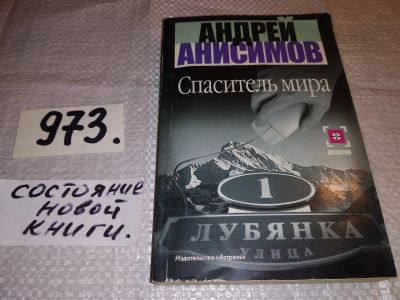 АНДРЕЙ
АНИСИМОВ
Спаситель мира
1
ЛУБЯНКА
УЛИЦА
Издательство «Астрель»
973.
СОСТОЯНИЕ
НОВОЙ
КНИГИ.